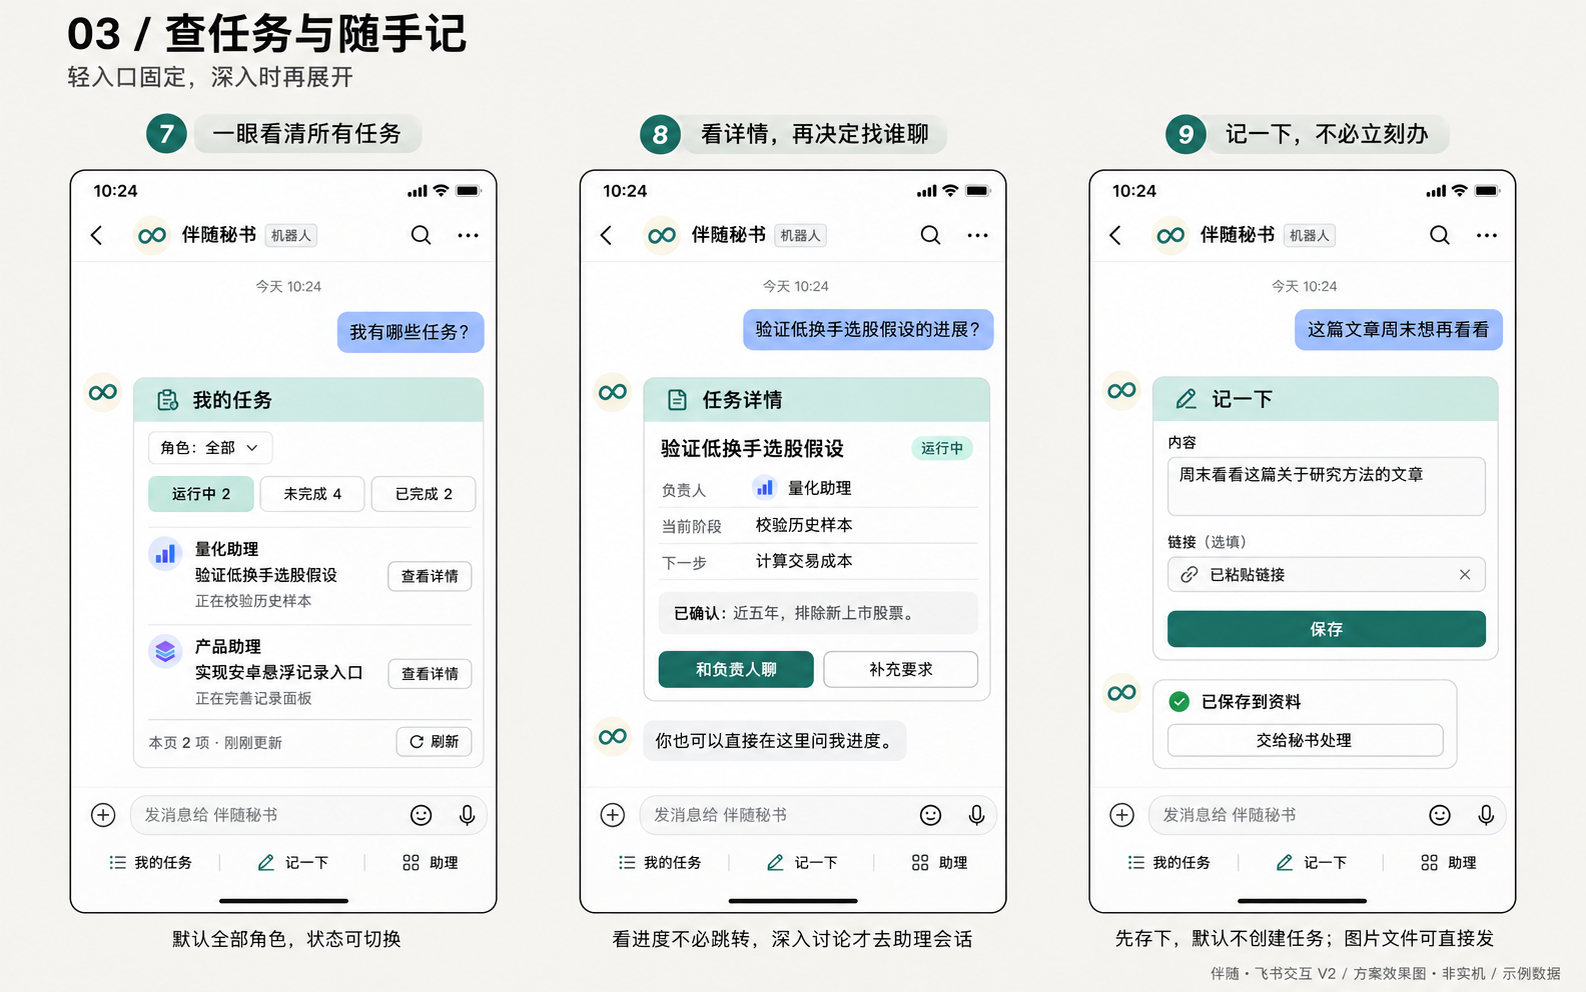 03 / 查任务与随手记
轻入口固定，深入时再展开
7 一眼看清所有任务
10:24
伴随秘书 机器人
今天 10:24
我有哪些任务？
我的任务
角色：全部
运行中 2
未完成 4
已完成 2
量化助理
验证低换手选股假设
正在校验历史样本
查看详情
产品助理
实现安卓悬浮记录入口
正在完善记录面板
查看详情
本页 2 项 · 刚刚更新
刷新
发消息给 伴随秘书
我的任务
记一下
助理
默认全部角色，状态可切换
8 看详情，再决定找谁聊
10:24
伴随秘书 机器人
今天 10:24
验证低换手选股假设的进展？
任务详情
验证低换手选股假设
运行中
负责人 量化助理
当前阶段 校验历史样本
下一步 计算交易成本
已确认：近五年，排除新上市股票。
和负责人聊
补充要求
你也可以直接在这里问我进度。
发消息给 伴随秘书
我的任务
记一下
助理
看进度不必跳转，深入讨论才去助理会话
9 记一下，不必立刻办
10:24
伴随秘书 机器人
今天 10:24
这篇文章周末想再看看
记一下
内容
周末看看这篇关于研究方法的文章
链接（选填）
已粘贴链接
保存
已保存到资料
交给秘书处理
发消息给 伴随秘书
我的任务
记一下
助理
先存下，默认不创建任务；图片文件可直接发
伴随 · 飞书交互 V2 / 方案效果图 · 非实机 / 示例数据